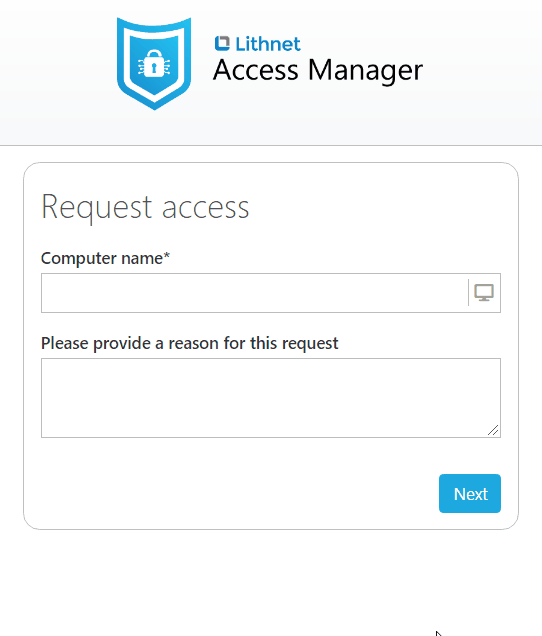 Lithnet
Access Manager
Request access
Computer name*
Please provide a reason for this request
Next